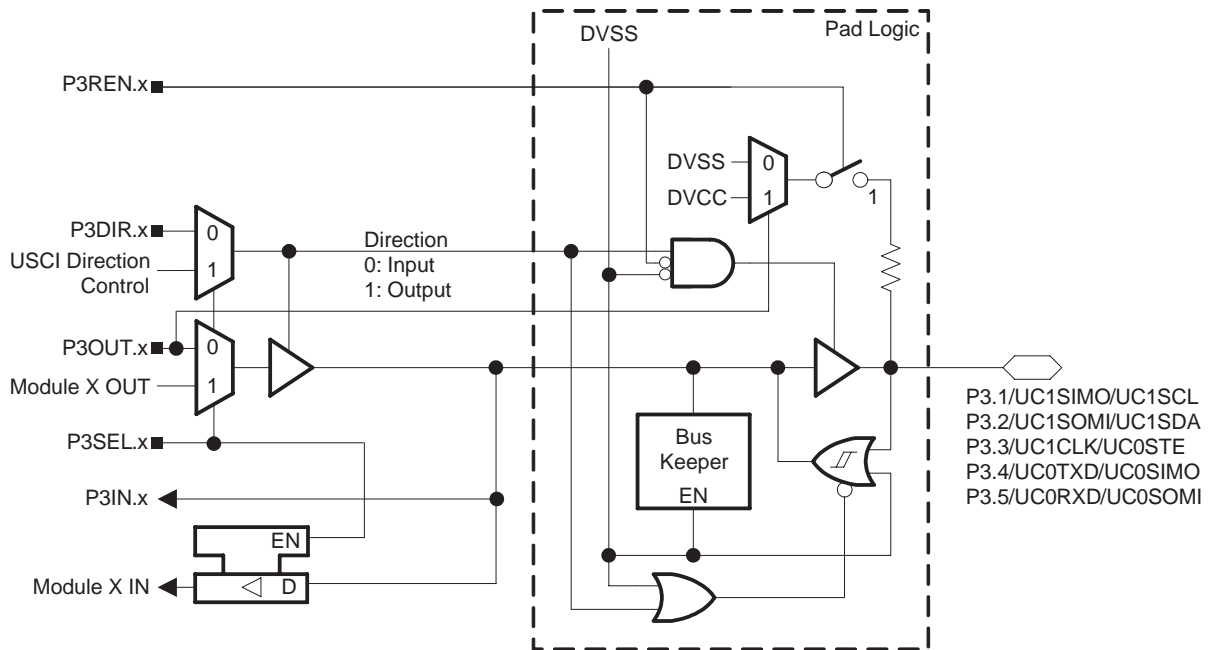 Pad Logic
DVSS
P3REN.x
DVSS
0
DVCC
1
1
P3DIR.x
0
USCI Direction
Control
1
Direction
0: Input
1: Output
P3OUT.x
0
Module X OUT
1
P3SEL.x
P3IN.x
EN
D
Module X IN
Bus
Keeper
EN
P3.1/UC1SIMO/UC1SCL
P3.2/UC1SOMI/UC1SDA
P3.3/UC1CLK/UC0STE
P3.4/UC0TXD/UC0SIMO
P3.5/UC0RXD/UC0SOMI